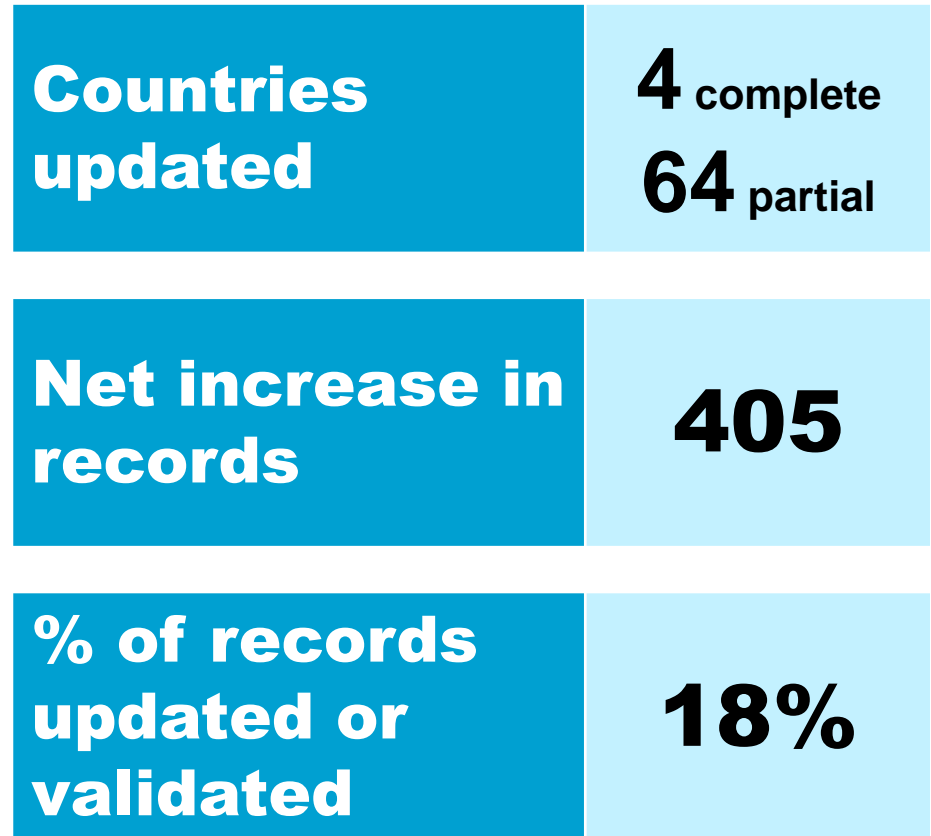 Countries
updated
4 complete
64 partial
Net increase in
records
405
% of records
updated or
validated
18%